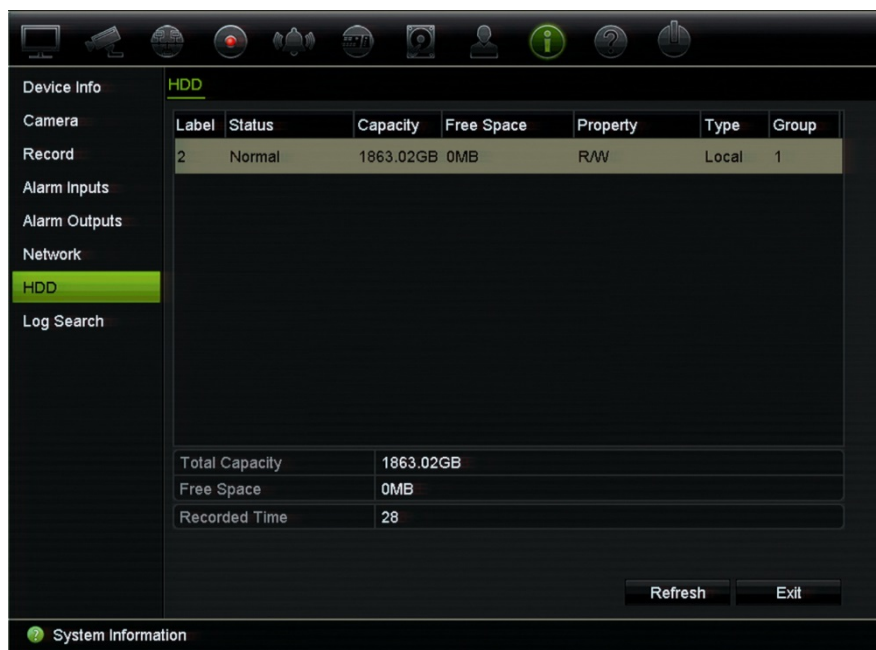 Device Info
HDD
Camera
Record
Alarm Inputs
Alarm Outputs
Network
HDD
Log Search
Label Status Capacity Free Space Property Type Group
2 Normal 1863.02GB 0MB R/W Local 1
Total Capacity 1863.02GB
Free Space 0MB
Recorded Time 28
Refresh Exit
? System Information